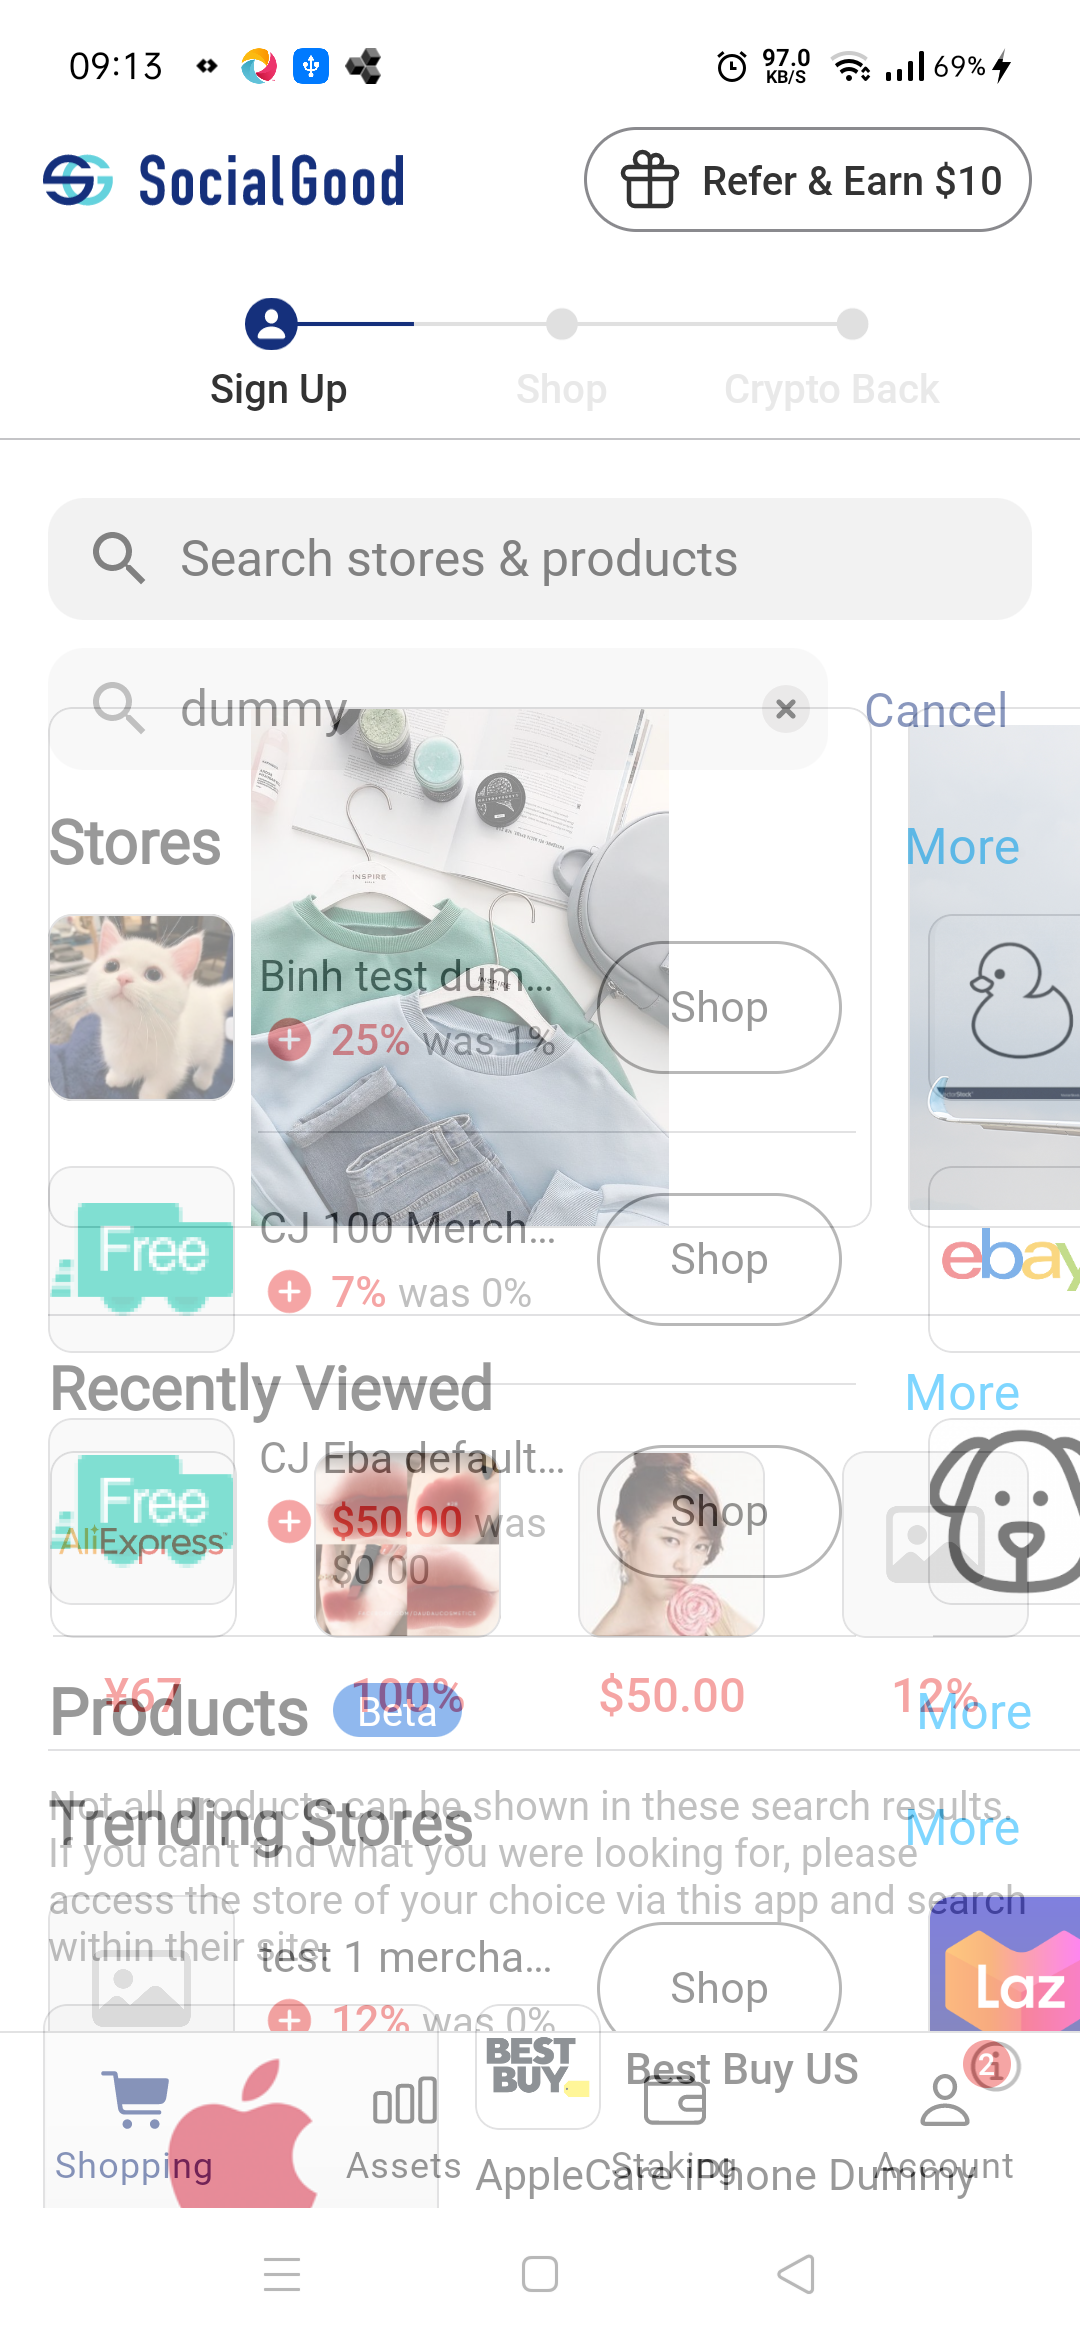 09:13
97.0
KB/S
69%
SocialGood
Refer & Earn $10
Sign Up
Shop
Crypto Back
Search stores & products
dummy
Cancel
Stores
More
INSPIRE
Binh test dum...
25% was 1%
Shop
INSPIRE
Free
CJ 100 Merch...
7% was 0%
Shop
ebay
Recently Viewed
More
Free
AliExpress
CJ Eba default...
$50.00 was
$0.00
Shop
¥67
100%
$50.00
12%
Products
Beta
More
Not all products can be shown in these search results.
If you can't find what you were looking for, please
access the store of your choice via this app and search
within their site.
Trending Stores
More
test 1 mercha...
12% was 0%
Shop
Laz
BEST
BUY
Best Buy US
2
AppleCare iPhone Dummy
Shopping
Assets
Staking
Account